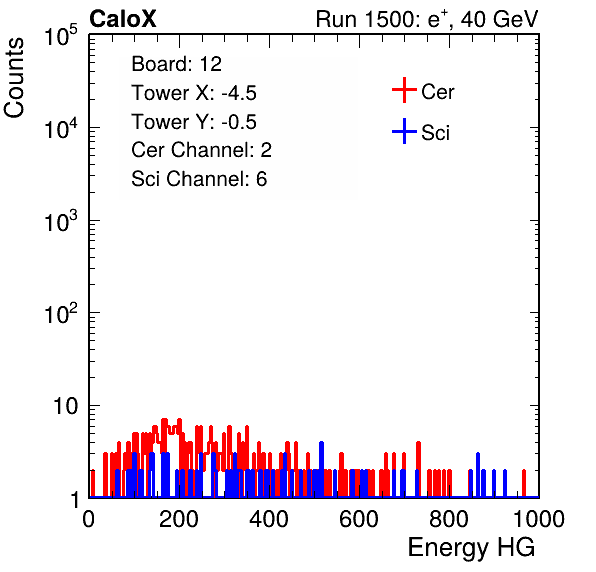 CaloX Run 1500: e⁺, 40 GeV
Counts
10⁵
10⁴
10³
10²
10
1
Board: 12
Tower X: -4.5
Tower Y: -0.5
Cer Channel: 2
Sci Channel: 6
Cer
Sci
0 200 400 600 800 1000
Energy HG